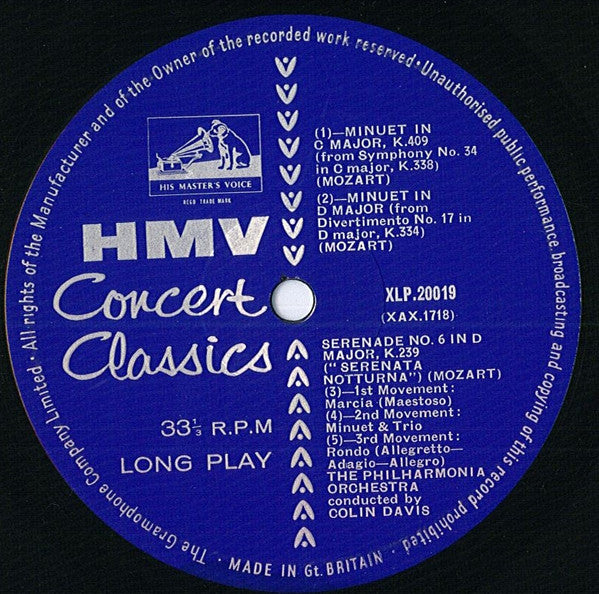 All rights of the Manufacturer and of the Owner of the recorded work reserved · Unauthorised public performance, broadcasting and copying of this record prohibited.
HIS MASTER'S VOICE
REGD TRADE MARK
HMV
Concert
Classics
33⅓ R.P.M
LONG PLAY
(1)—MINUET IN
C MAJOR, K.409
(from Symphony No. 34
in C major, K.338)
(MOZART)
(2)—MINUET IN
D MAJOR (from
Divertimento No. 17 in
D major, K.334)
(MOZART)
XLP.20019
(XAX.1718)
SERENADE NO. 6 IN D
MAJOR, K.239
("SERENATA
NOTTURNA") (MOZART)
(3)—1st Movement:
Marcia (Maestoso)
(4)—2nd Movement:
Minuet & Trio
(5)—3rd Movement:
Rondo (Allegretto—
Adagio—Allegro)
THE PHILHARMONIA
ORCHESTRA
conducted by
COLIN DAVIS
The Gramophone Company Limited · MADE IN Gt. BRITAIN ·